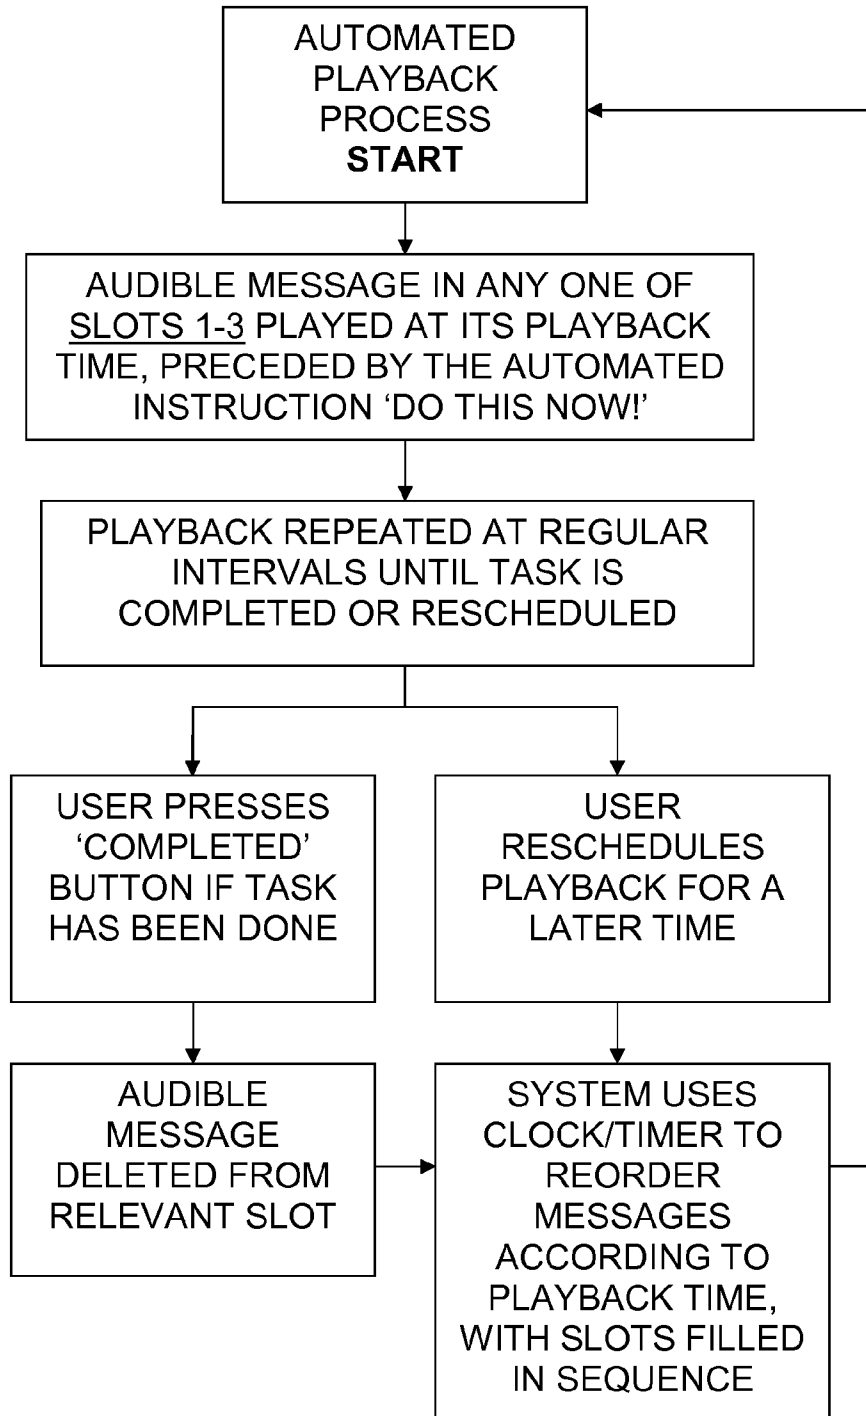 AUTOMATED
PLAYBACK
PROCESS
START
AUDIBLE MESSAGE IN ANY ONE OF
SLOTS 1-3 PLAYED AT ITS PLAYBACK
TIME, PRECEDED BY THE AUTOMATED
INSTRUCTION ‘DO THIS NOW!’
PLAYBACK REPEATED AT REGULAR
INTERVALS UNTIL TASK IS
COMPLETED OR RESCHEDULED
USER PRESSES
‘COMPLETED’
BUTTON IF TASK
HAS BEEN DONE
USER
RESCHEDULES
PLAYBACK FOR A
LATER TIME
AUDIBLE
MESSAGE
DELETED FROM
RELEVANT SLOT
SYSTEM USES
CLOCK/TIMER TO
REORDER
MESSAGES
ACCORDING TO
PLAYBACK TIME,
WITH SLOTS FILLED
IN SEQUENCE